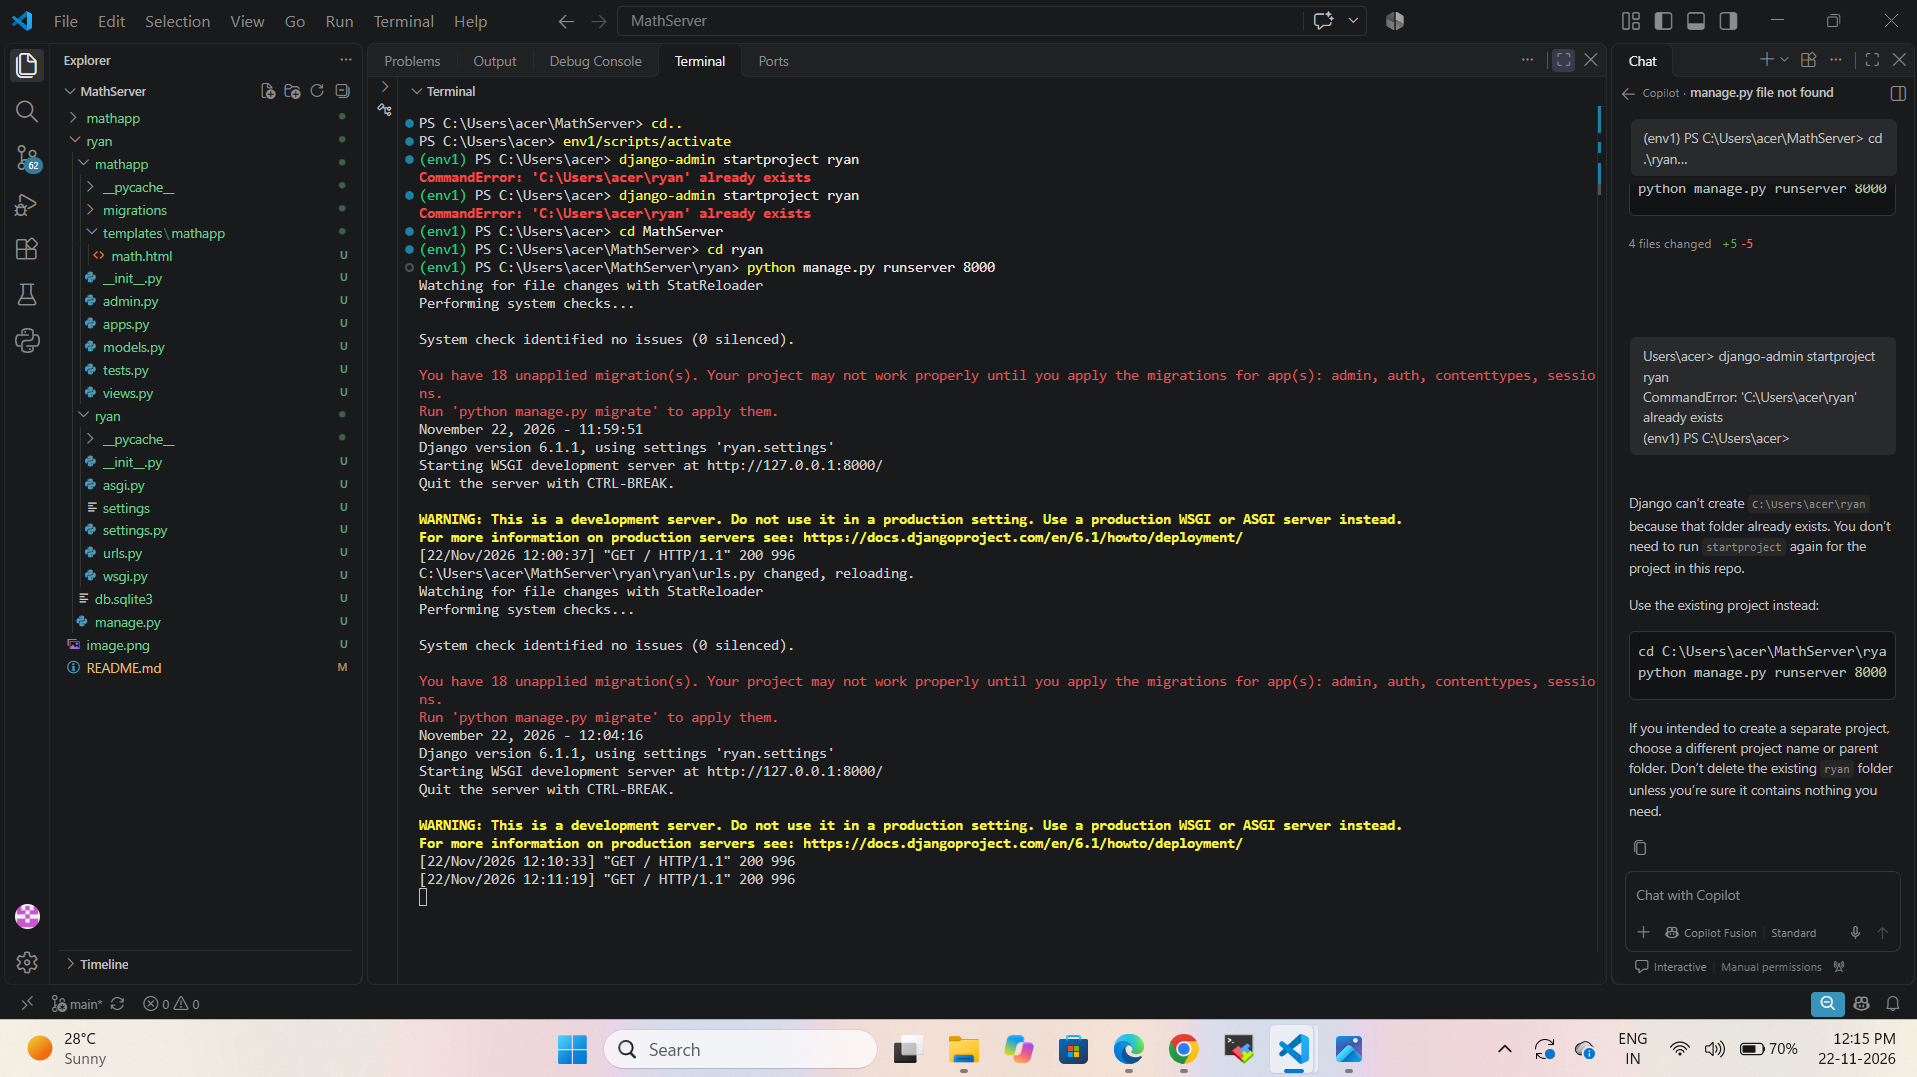 File Edit Selection View Go Run Terminal Help
MathServer
Explorer
MathServer
mathapp
ryan
mathapp
__pycache__
migrations
templates\mathapp
math.html U
__init__.py U
admin.py U
apps.py U
models.py U
tests.py U
views.py U
ryan
__pycache__
__init__.py U
asgi.py U
settings U
settings.py U
urls.py U
wsgi.py U
db.sqlite3 U
manage.py U
image.png U
README.md M
62
Timeline
Problems Output Debug Console Terminal Ports
Terminal
PS C:\Users\acer\MathServer> cd..
PS C:\Users\acer> env1/scripts/activate
(env1) PS C:\Users\acer> django-admin startproject ryan
CommandError: 'C:\Users\acer\ryan' already exists
(env1) PS C:\Users\acer> django-admin startproject ryan
CommandError: 'C:\Users\acer\ryan' already exists
(env1) PS C:\Users\acer> cd MathServer
(env1) PS C:\Users\acer\MathServer> cd ryan
(env1) PS C:\Users\acer\MathServer\ryan> python manage.py runserver 8000
Watching for file changes with StatReloader
Performing system checks...
System check identified no issues (0 silenced).
You have 18 unapplied migration(s). Your project may not work properly until you apply the migrations for app(s): admin, auth, contenttypes, sessio
ns.
Run 'python manage.py migrate' to apply them.
November 22, 2026 - 11:59:51
Django version 6.1.1, using settings 'ryan.settings'
Starting WSGI development server at http://127.0.0.1:8000/
Quit the server with CTRL-BREAK.
WARNING: This is a development server. Do not use it in a production setting. Use a production WSGI or ASGI server instead.
For more information on production servers see: https://docs.djangoproject.com/en/6.1/howto/deployment/
[22/Nov/2026 12:00:37] "GET / HTTP/1.1" 200 996
C:\Users\acer\MathServer\ryan\ryan\urls.py changed, reloading.
Watching for file changes with StatReloader
Performing system checks...
System check identified no issues (0 silenced).
You have 18 unapplied migration(s). Your project may not work properly until you apply the migrations for app(s): admin, auth, contenttypes, sessio
ns.
Run 'python manage.py migrate' to apply them.
November 22, 2026 - 12:04:16
Django version 6.1.1, using settings 'ryan.settings'
Starting WSGI development server at http://127.0.0.1:8000/
Quit the server with CTRL-BREAK.
WARNING: This is a development server. Do not use it in a production setting. Use a production WSGI or ASGI server instead.
For more information on production servers see: https://docs.djangoproject.com/en/6.1/howto/deployment/
[22/Nov/2026 12:10:33] "GET / HTTP/1.1" 200 996
[22/Nov/2026 12:11:19] "GET / HTTP/1.1" 200 996
Chat
Copilot · manage.py file not found
(env1) PS C:\Users\acer\MathServer> cd
.\ryan...
python manage.py runserver 8000
4 files changed +5 -5
Users\acer> django-admin startproject
ryan
CommandError: 'C:\Users\acer\ryan'
already exists
(env1) PS C:\Users\acer>
Django can't create C:\Users\acer\ryan
because that folder already exists. You don't
need to run startproject again for the
project in this repo.
Use the existing project instead:
cd C:\Users\acer\MathServer\rya
python manage.py runserver 8000
If you intended to create a separate project,
choose a different project name or parent
folder. Don't delete the existing ryan folder
unless you're sure it contains nothing you
need.
Chat with Copilot
Copilot Fusion Standard
Interactive Manual permissions
main* 0 0
28°C
Sunny
Search
ENG
IN
70%
12:15 PM
22-11-2026